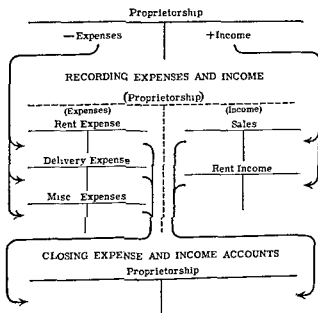 Proprietorship
—Expenses +Income
RECORDING EXPENSES AND INCOME
(Proprietorship)
(Expenses) (Income)
Rent Expense Sales
Delivery Expense Rent Income
Misc Expenses
CLOSING EXPENSE AND INCOME ACCOUNTS
Proprietorship